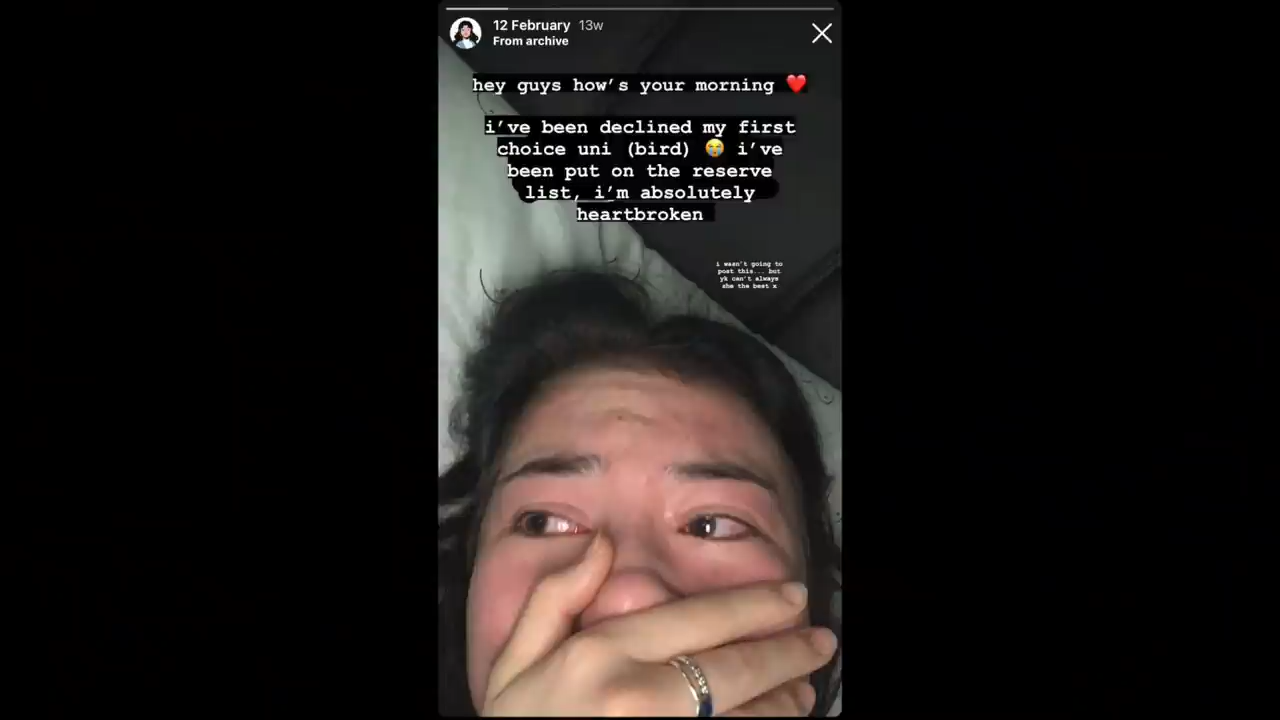 12 February 13w
From archive
hey guys how's your morning ❤️
i've been declined my first
choice uni (bird) 😭 i've
been put on the reserve
list, i'm absolutely
heartbroken
i wasn't going to
post this... but
yk can't always
she the best x